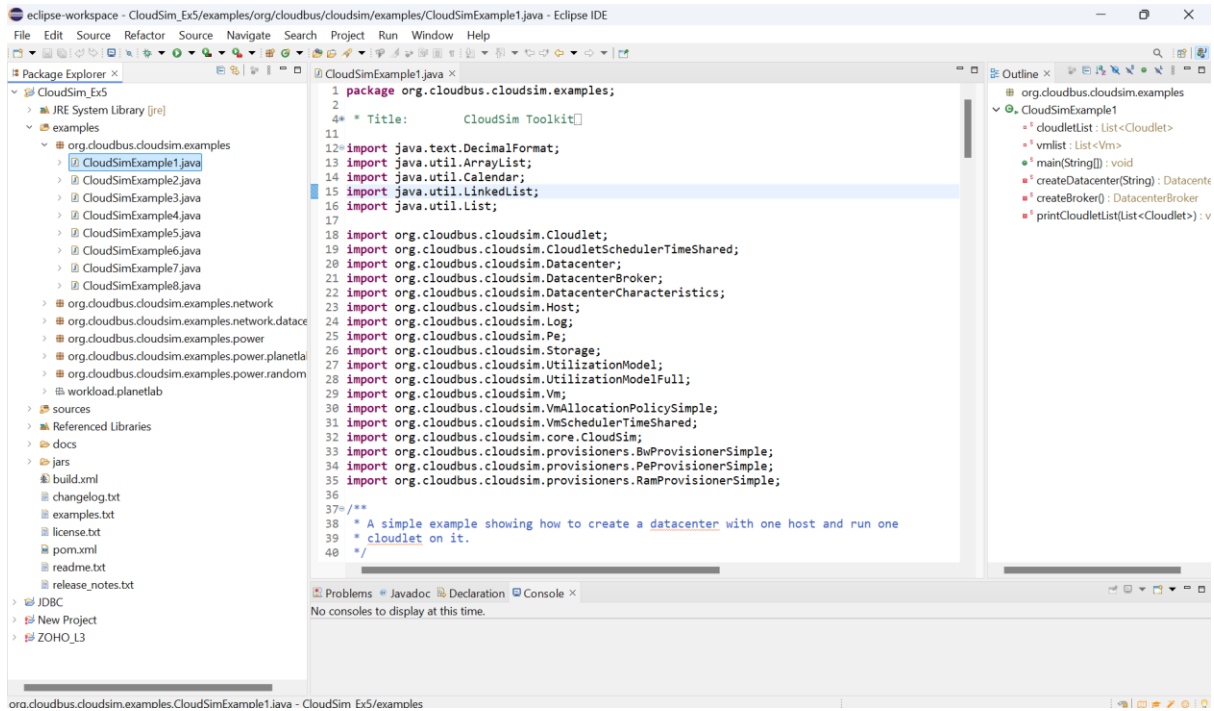 eclipse-workspace - CloudSim_Ex5/examples/org/cloudbus/cloudsim/examples/CloudSimExample1.java - Eclipse IDE
File Edit Source Refactor Source Navigate Search Project Run Window Help
Package Explorer
CloudSim_Ex5
JRE System Library [jre]
examples
org.cloudbus.cloudsim.examples
CloudSimExample1.java
CloudSimExample2.java
CloudSimExample3.java
CloudSimExample4.java
CloudSimExample5.java
CloudSimExample6.java
CloudSimExample7.java
CloudSimExample8.java
org.cloudbus.cloudsim.examples.network
org.cloudbus.cloudsim.examples.network.datace
org.cloudbus.cloudsim.examples.power
org.cloudbus.cloudsim.examples.power.planetla
org.cloudbus.cloudsim.examples.power.random
workload.planetlab
sources
Referenced Libraries
docs
jars
build.xml
changelog.txt
examples.txt
license.txt
pom.xml
readme.txt
release_notes.txt
JDBC
New Project
ZOHO_L3
CloudSimExample1.java
1 package org.cloudbus.cloudsim.examples;
2
4 * Title: CloudSim Toolkit
11
12 import java.text.DecimalFormat;
13 import java.util.ArrayList;
14 import java.util.Calendar;
15 import java.util.LinkedList;
16 import java.util.List;
17
18 import org.cloudbus.cloudsim.Cloudlet;
19 import org.cloudbus.cloudsim.CloudletSchedulerTimeShared;
20 import org.cloudbus.cloudsim.Datacenter;
21 import org.cloudbus.cloudsim.DatacenterBroker;
22 import org.cloudbus.cloudsim.DatacenterCharacteristics;
23 import org.cloudbus.cloudsim.Host;
24 import org.cloudbus.cloudsim.Log;
25 import org.cloudbus.cloudsim.Pe;
26 import org.cloudbus.cloudsim.Storage;
27 import org.cloudbus.cloudsim.UtilizationModel;
28 import org.cloudbus.cloudsim.UtilizationModelFull;
29 import org.cloudbus.cloudsim.Vm;
30 import org.cloudbus.cloudsim.VmAllocationPolicySimple;
31 import org.cloudbus.cloudsim.VmSchedulerTimeShared;
32 import org.cloudbus.cloudsim.core.CloudSim;
33 import org.cloudbus.cloudsim.provisioners.BwProvisionerSimple;
34 import org.cloudbus.cloudsim.provisioners.PeProvisionerSimple;
35 import org.cloudbus.cloudsim.provisioners.RamProvisionerSimple;
36
37 /**
38 * A simple example showing how to create a datacenter with one host and run one
39 * cloudlet on it.
40 */
Outline
org.cloudbus.cloudsim.examples
CloudSimExample1
cloudletList : List<Cloudlet>
vmlist : List<Vm>
main(String[]) : void
createDatacenter(String) : Datacente
createBroker() : DatacenterBroker
printCloudletList(List<Cloudlet>) : v
Problems Javadoc Declaration Console
No consoles to display at this time.
org.cloudbus.cloudsim.examples.CloudSimExample1.java - CloudSim_Ex5/examples